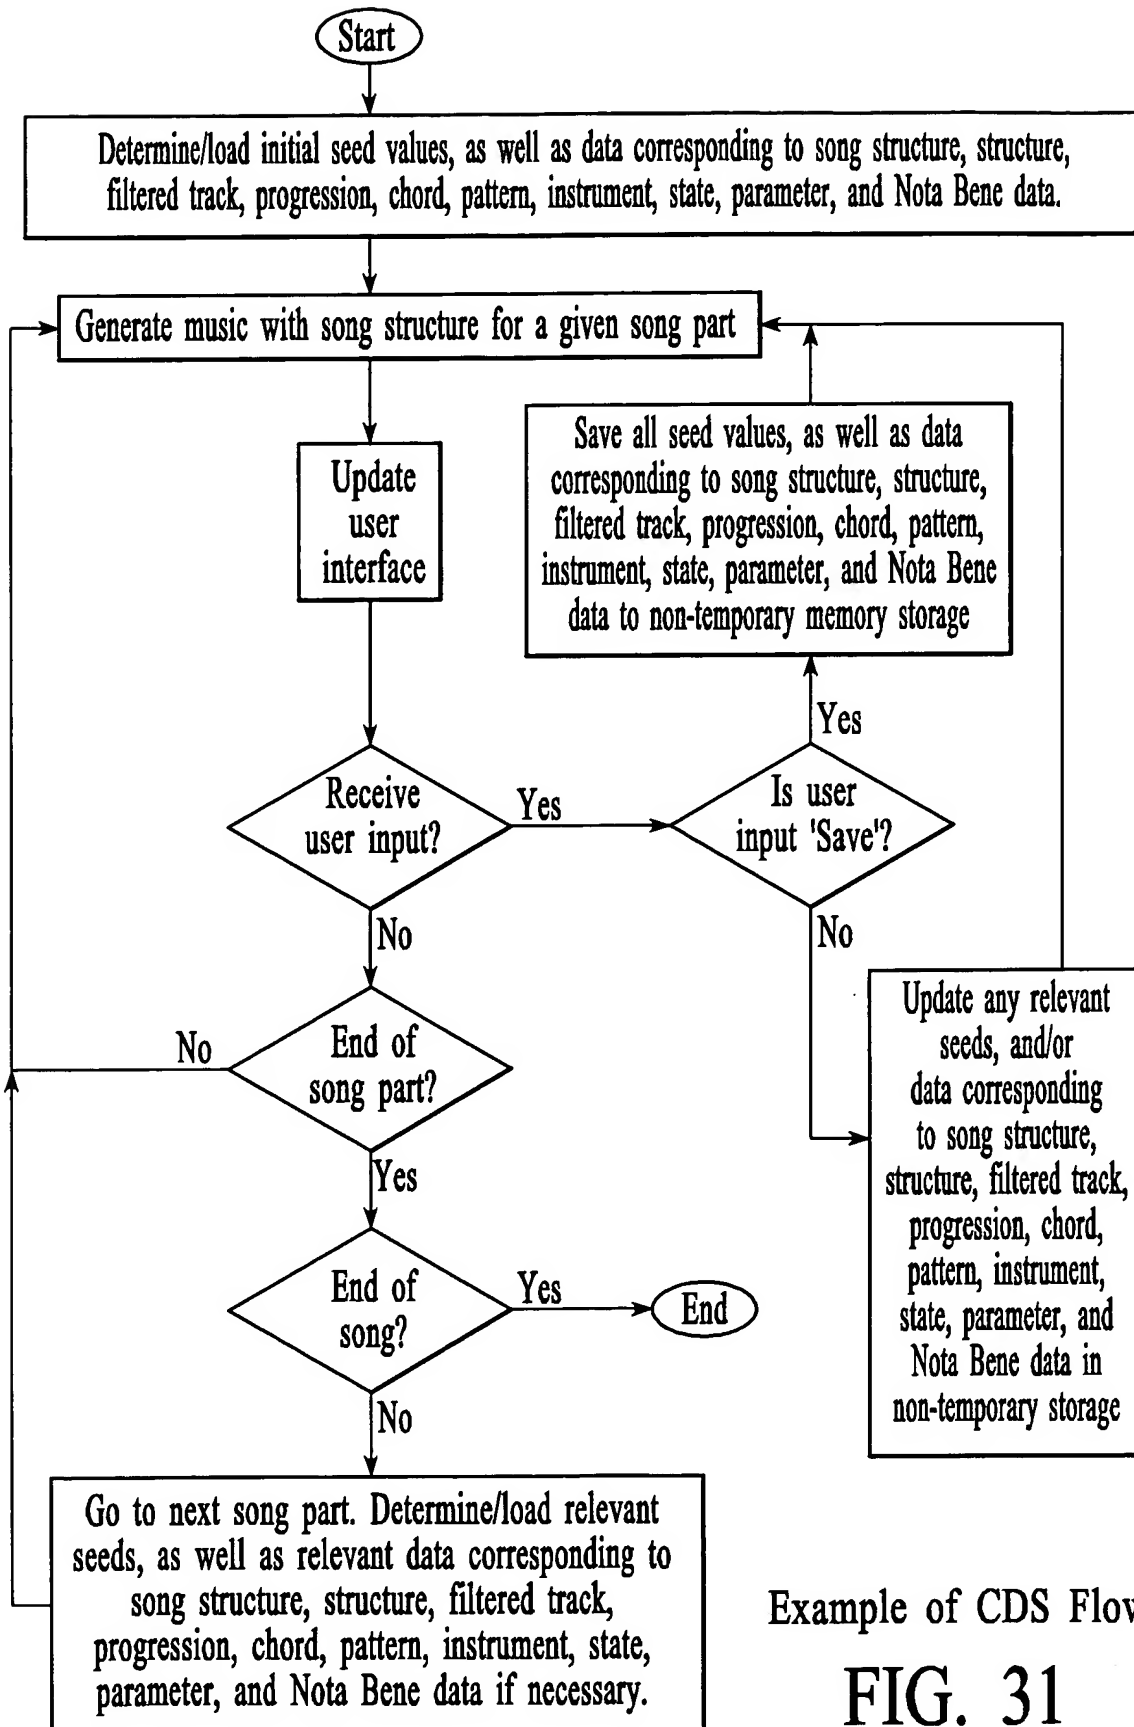 Start
Determine/load initial seed values, as well as data corresponding to song structure, structure,
filtered track, progression, chord, pattern, instrument, state, parameter, and Nota Bene data.
Generate music with song structure for a given song part
Update
user
interface
Save all seed values, as well as data
corresponding to song structure, structure,
filtered track, progression, chord, pattern,
instrument, state, parameter, and Nota Bene
data to non-temporary memory storage
Yes
Receive
user input?
Yes
Is user
input 'Save'?
No
No
End of
song part?
No
Yes
Update any relevant
seeds, and/or
data corresponding
to song structure,
structure, filtered track,
progression, chord,
pattern, instrument,
state, parameter, and
Nota Bene data in
non-temporary storage
End of
song?
Yes
End
No
Go to next song part. Determine/load relevant
seeds, as well as relevant data corresponding to
song structure, structure, filtered track,
progression, chord, pattern, instrument, state,
parameter, and Nota Bene data if necessary.
Example of CDS Flow
FIG. 31